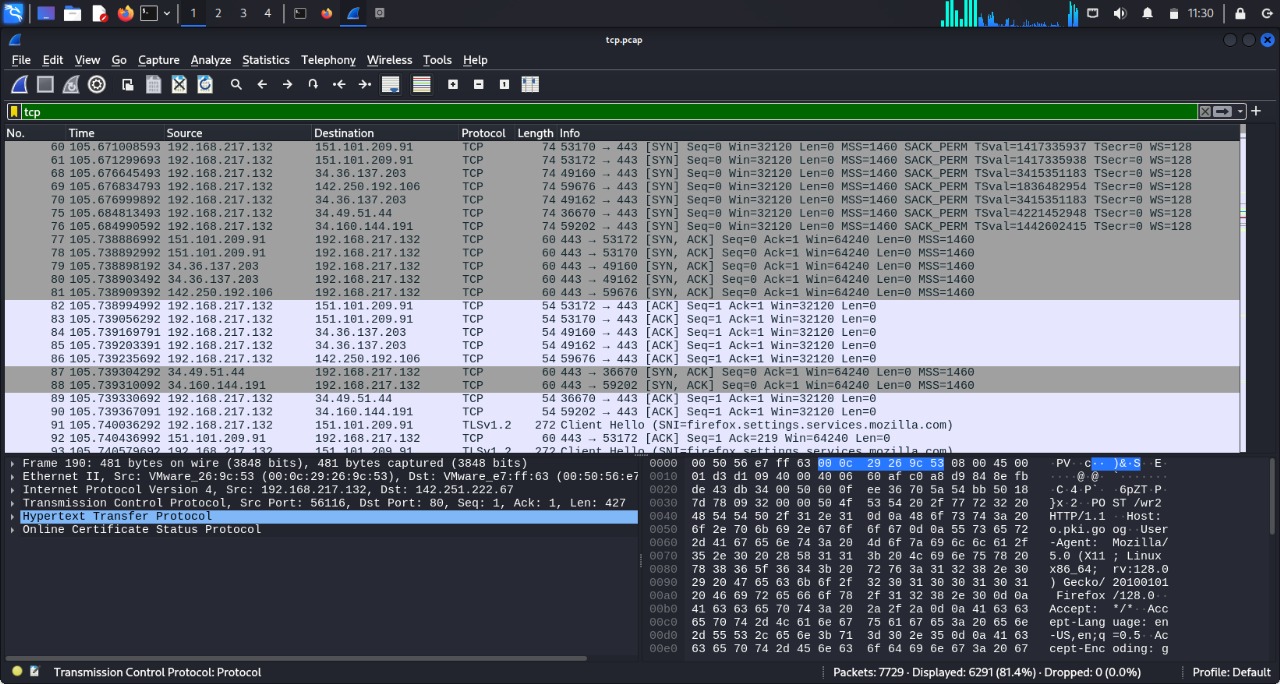 1 2 3 4 11:30
tcp.pcap
File Edit View Go Capture Analyze Statistics Telephony Wireless Tools Help
tcp
No. Time Source Destination Protocol Length Info
60 105.671008593 192.168.217.132 151.101.209.91 TCP 74 53170 → 443 [SYN] Seq=0 Win=32120 Len=0 MSS=1460 SACK_PERM TSval=1417335937 TSecr=0 WS=128
61 105.671299693 192.168.217.132 151.101.209.91 TCP 74 53172 → 443 [SYN] Seq=0 Win=32120 Len=0 MSS=1460 SACK_PERM TSval=1417335938 TSecr=0 WS=128
68 105.676645493 192.168.217.132 34.36.137.203 TCP 74 49160 → 443 [SYN] Seq=0 Win=32120 Len=0 MSS=1460 SACK_PERM TSval=3415351183 TSecr=0 WS=128
69 105.676834793 192.168.217.132 142.250.192.106 TCP 74 59676 → 443 [SYN] Seq=0 Win=32120 Len=0 MSS=1460 SACK_PERM TSval=1836482954 TSecr=0 WS=128
70 105.676999892 192.168.217.132 34.36.137.203 TCP 74 49162 → 443 [SYN] Seq=0 Win=32120 Len=0 MSS=1460 SACK_PERM TSval=3415351183 TSecr=0 WS=128
75 105.684813493 192.168.217.132 34.49.51.44 TCP 74 36670 → 443 [SYN] Seq=0 Win=32120 Len=0 MSS=1460 SACK_PERM TSval=4221452948 TSecr=0 WS=128
76 105.684990592 192.168.217.132 34.160.144.191 TCP 74 59202 → 443 [SYN] Seq=0 Win=32120 Len=0 MSS=1460 SACK_PERM TSval=1442602415 TSecr=0 WS=128
77 105.738886992 151.101.209.91 192.168.217.132 TCP 60 443 → 53172 [SYN, ACK] Seq=0 Ack=1 Win=64240 Len=0 MSS=1460
78 105.738892992 151.101.209.91 192.168.217.132 TCP 60 443 → 53170 [SYN, ACK] Seq=0 Ack=1 Win=64240 Len=0 MSS=1460
79 105.738898192 34.36.137.203 192.168.217.132 TCP 60 443 → 49160 [SYN, ACK] Seq=0 Ack=1 Win=64240 Len=0 MSS=1460
80 105.738903492 34.36.137.203 192.168.217.132 TCP 60 443 → 49162 [SYN, ACK] Seq=0 Ack=1 Win=64240 Len=0 MSS=1460
81 105.738909392 142.250.192.106 192.168.217.132 TCP 60 443 → 59676 [SYN, ACK] Seq=0 Ack=1 Win=64240 Len=0 MSS=1460
82 105.738994992 192.168.217.132 151.101.209.91 TCP 54 53172 → 443 [ACK] Seq=1 Ack=1 Win=32120 Len=0
83 105.739056292 192.168.217.132 151.101.209.91 TCP 54 53170 → 443 [ACK] Seq=1 Ack=1 Win=32120 Len=0
84 105.739169791 192.168.217.132 34.36.137.203 TCP 54 49160 → 443 [ACK] Seq=1 Ack=1 Win=32120 Len=0
85 105.739203391 192.168.217.132 34.36.137.203 TCP 54 49162 → 443 [ACK] Seq=1 Ack=1 Win=32120 Len=0
86 105.739235692 192.168.217.132 142.250.192.106 TCP 54 59676 → 443 [ACK] Seq=1 Ack=1 Win=32120 Len=0
87 105.739304292 34.49.51.44 192.168.217.132 TCP 60 443 → 36670 [SYN, ACK] Seq=0 Ack=1 Win=64240 Len=0 MSS=1460
88 105.739310092 34.160.144.191 192.168.217.132 TCP 60 443 → 59202 [SYN, ACK] Seq=0 Ack=1 Win=64240 Len=0 MSS=1460
89 105.739330692 192.168.217.132 34.49.51.44 TCP 54 36670 → 443 [ACK] Seq=1 Ack=1 Win=32120 Len=0
90 105.739367091 192.168.217.132 34.160.144.191 TCP 54 59202 → 443 [ACK] Seq=1 Ack=1 Win=32120 Len=0
91 105.740036292 192.168.217.132 151.101.209.91 TLSv1.2 272 Client Hello (SNI=firefox.settings.services.mozilla.com)
92 105.740436992 151.101.209.91 192.168.217.132 TCP 60 443 → 53172 [ACK] Seq=1 Ack=219 Win=64240 Len=0
93 105.740579192 192.168.217.132 151.101.209.91 TLSv1.2 272 Client Hello (SNI=firefox.settings.services.mozilla.com)
Frame 190: 481 bytes on wire (3848 bits), 481 bytes captured (3848 bits)
Ethernet II, Src: VMware_26:9c:53 (00:0c:29:26:9c:53), Dst: VMware_e7:ff:63 (00:50:56:e7
Internet Protocol Version 4, Src: 192.168.217.132, Dst: 142.251.222.67
Transmission Control Protocol, Src Port: 56116, Dst Port: 80, Seq: 1, Ack: 1, Len: 427
Hypertext Transfer Protocol
Online Certificate Status Protocol
0000 00 50 56 e7 ff 63 00 0c 29 26 9c 53 08 00 45 00 ·PV··c·· )&·S··E·
0010 01 d3 d1 09 40 00 40 06 60 af c0 a8 d9 84 8e fb ····@·@· `·······
0020 de 43 db 34 00 50 60 0f ee 36 70 5a 54 bb 50 18 ·C·4·P`· ·6pZT·P·
0030 7d 78 09 32 00 00 50 4f 53 54 20 2f 77 72 32 20 }x·2··PO ST /wr2
0040 48 54 54 50 2f 31 2e 31 0d 0a 48 6f 73 74 3a 20 HTTP/1.1 ··Host:
0050 6f 2e 70 6b 69 2e 67 6f 6f 67 0d 0a 55 73 65 72 o.pki.go og··User
0060 2d 41 67 65 6e 74 3a 20 4d 6f 7a 69 6c 6c 61 2f -Agent: Mozilla/
0070 35 2e 30 20 28 58 31 31 3b 20 4c 69 6e 75 78 20 5.0 (X11 ; Linux
0080 78 38 36 5f 36 34 3b 20 72 76 3a 31 32 38 2e 30 x86_64; rv:128.0
0090 29 20 47 65 63 6b 6f 2f 32 30 31 30 30 31 30 31 ) Gecko/ 20100101
00a0 20 46 69 72 65 66 6f 78 2f 31 32 38 2e 30 0d 0a Firefox /128.0··
00b0 41 63 63 65 70 74 3a 20 2a 2f 2a 0d 0a 41 63 63 Accept: */*··Acc
00c0 65 70 74 2d 4c 61 6e 67 75 61 67 65 3a 20 65 6e ept-Lang uage: en
00d0 2d 55 53 2c 65 6e 3b 71 3d 30 2e 35 0d 0a 41 63 -US,en;q =0.5··Ac
00e0 63 65 70 74 2d 45 6e 63 6f 64 69 6e 67 3a 20 67 cept-Enc oding: g
Transmission Control Protocol: Protocol Packets: 7729 · Displayed: 6291 (81.4%) · Dropped: 0 (0.0%) Profile: Default